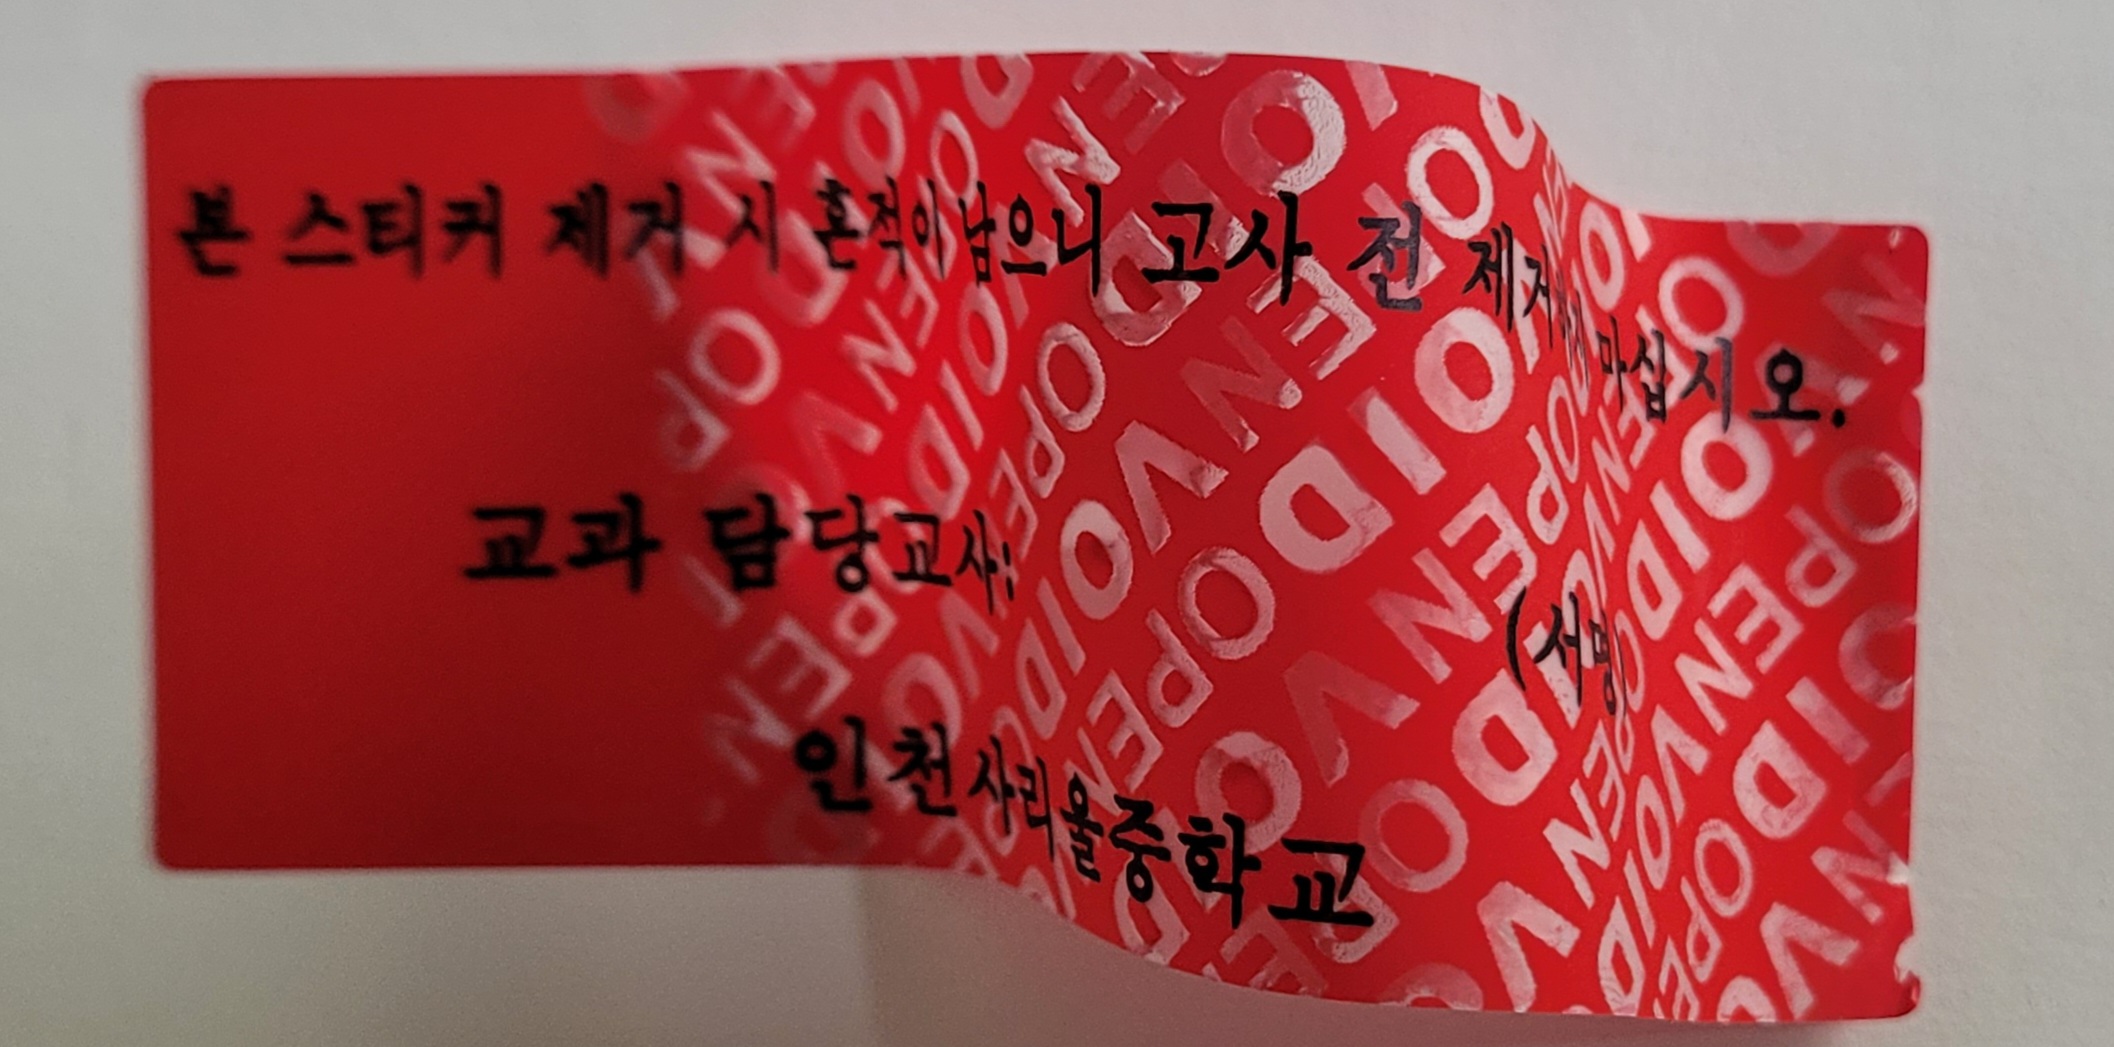 본 스티커 제거 시 흔적이 남으니 고사 전 제거하지 마십시오.
교과 담당교사: (서명)
인천사리울중학교
VOID OPEN